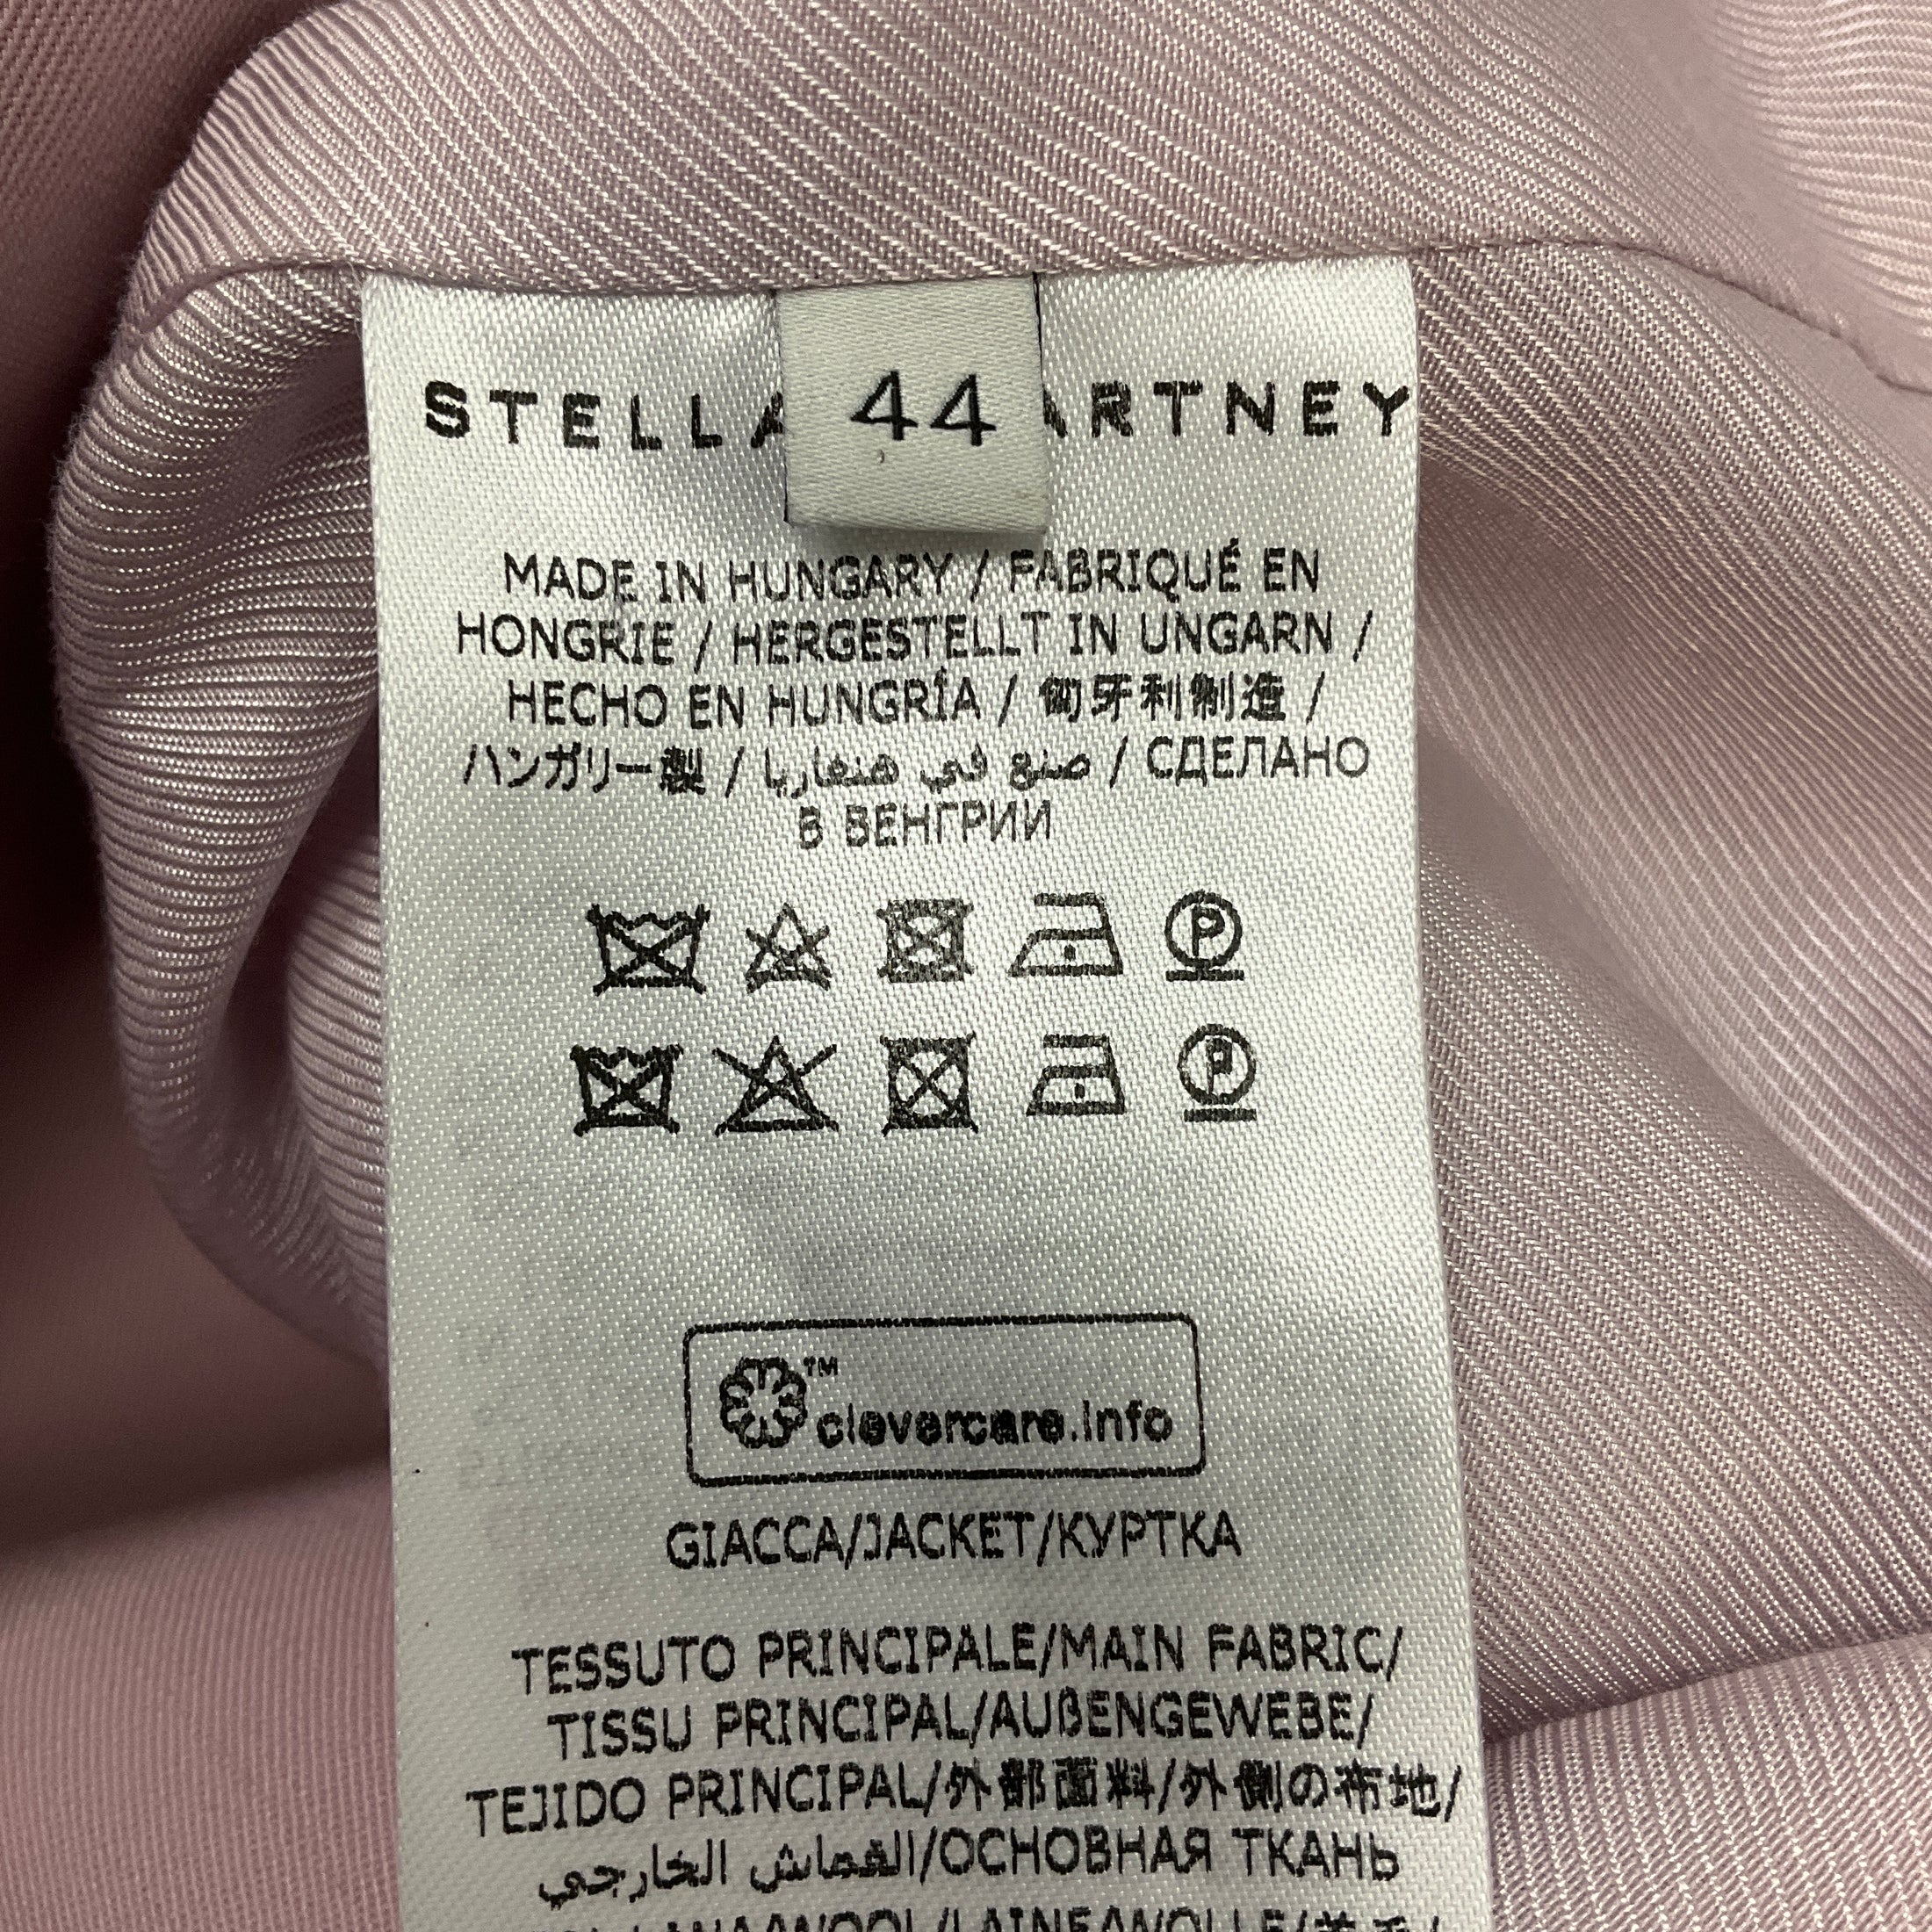 STELLA 44 ARTNEY
MADE IN HUNGARY / FABRIQUÉ EN
HONGRIE / HERGESTELLT IN UNGARN /
HECHO EN HUNGRÍA / 匈牙利制造 /
ハンガリー製 / صنع في هنغاريا / СДЕЛАНО
В ВЕНГРИИ
P
P
™
clevercare.info
GIACCA/JACKET/КУРТКА
TESSUTO PRINCIPALE/MAIN FABRIC/
TISSU PRINCIPAL/AUßENGEWEBE/
TEJIDO PRINCIPAL/外部面料/外側の布地/
القماش الخارجي/ОСНОВНАЯ ТКАНЬ